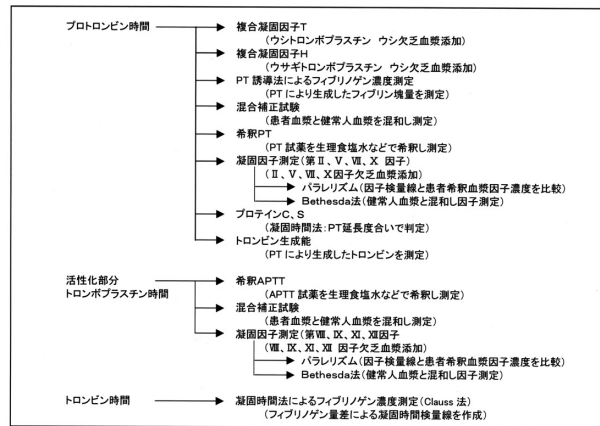 プロトロンビン時間
複合凝固因子T
(ウシトロンボプラスチン ウシ欠乏血漿添加)
複合凝固因子H
(ウサギトロンボプラスチン ウシ欠乏血漿添加)
PT誘導法によるフィブリノゲン濃度測定
(PTにより生成したフィブリン塊量を測定)
混合補正試験
(患者血漿と健常人血漿を混和し測定)
希釈PT
(PT試薬を生理食塩水などで希釈し測定)
凝固因子測定(第Ⅱ、Ⅴ、Ⅶ、Ⅹ 因子)
(Ⅱ、Ⅴ、Ⅶ、Ⅹ因子欠乏血漿添加)
パラレリズム(因子検量線と患者希釈血漿因子濃度を比較)
Bethesda法(健常人血漿と混和し因子測定)
プロテインC、S
(凝固時間法:PT延長度合いで判定)
トロンビン生成能
(PTにより生成したトロンビンを測定)
活性化部分
トロンボプラスチン時間
希釈APTT
(APTT試薬を生理食塩水などで希釈し測定)
混合補正試験
(患者血漿と健常人血漿を混和し測定)
凝固因子測定(第Ⅷ、Ⅸ、Ⅺ、Ⅻ因子
(Ⅷ、Ⅸ、Ⅺ、Ⅻ 因子欠乏血漿添加)
パラレリズム(因子検量線と患者希釈血漿因子濃度を比較)
Bethesda法(健常人血漿と混和し因子測定)
トロンビン時間
凝固時間法によるフィブリノゲン濃度測定(Clauss 法)
(フィブリノゲン量差による凝固時間検量線を作成)